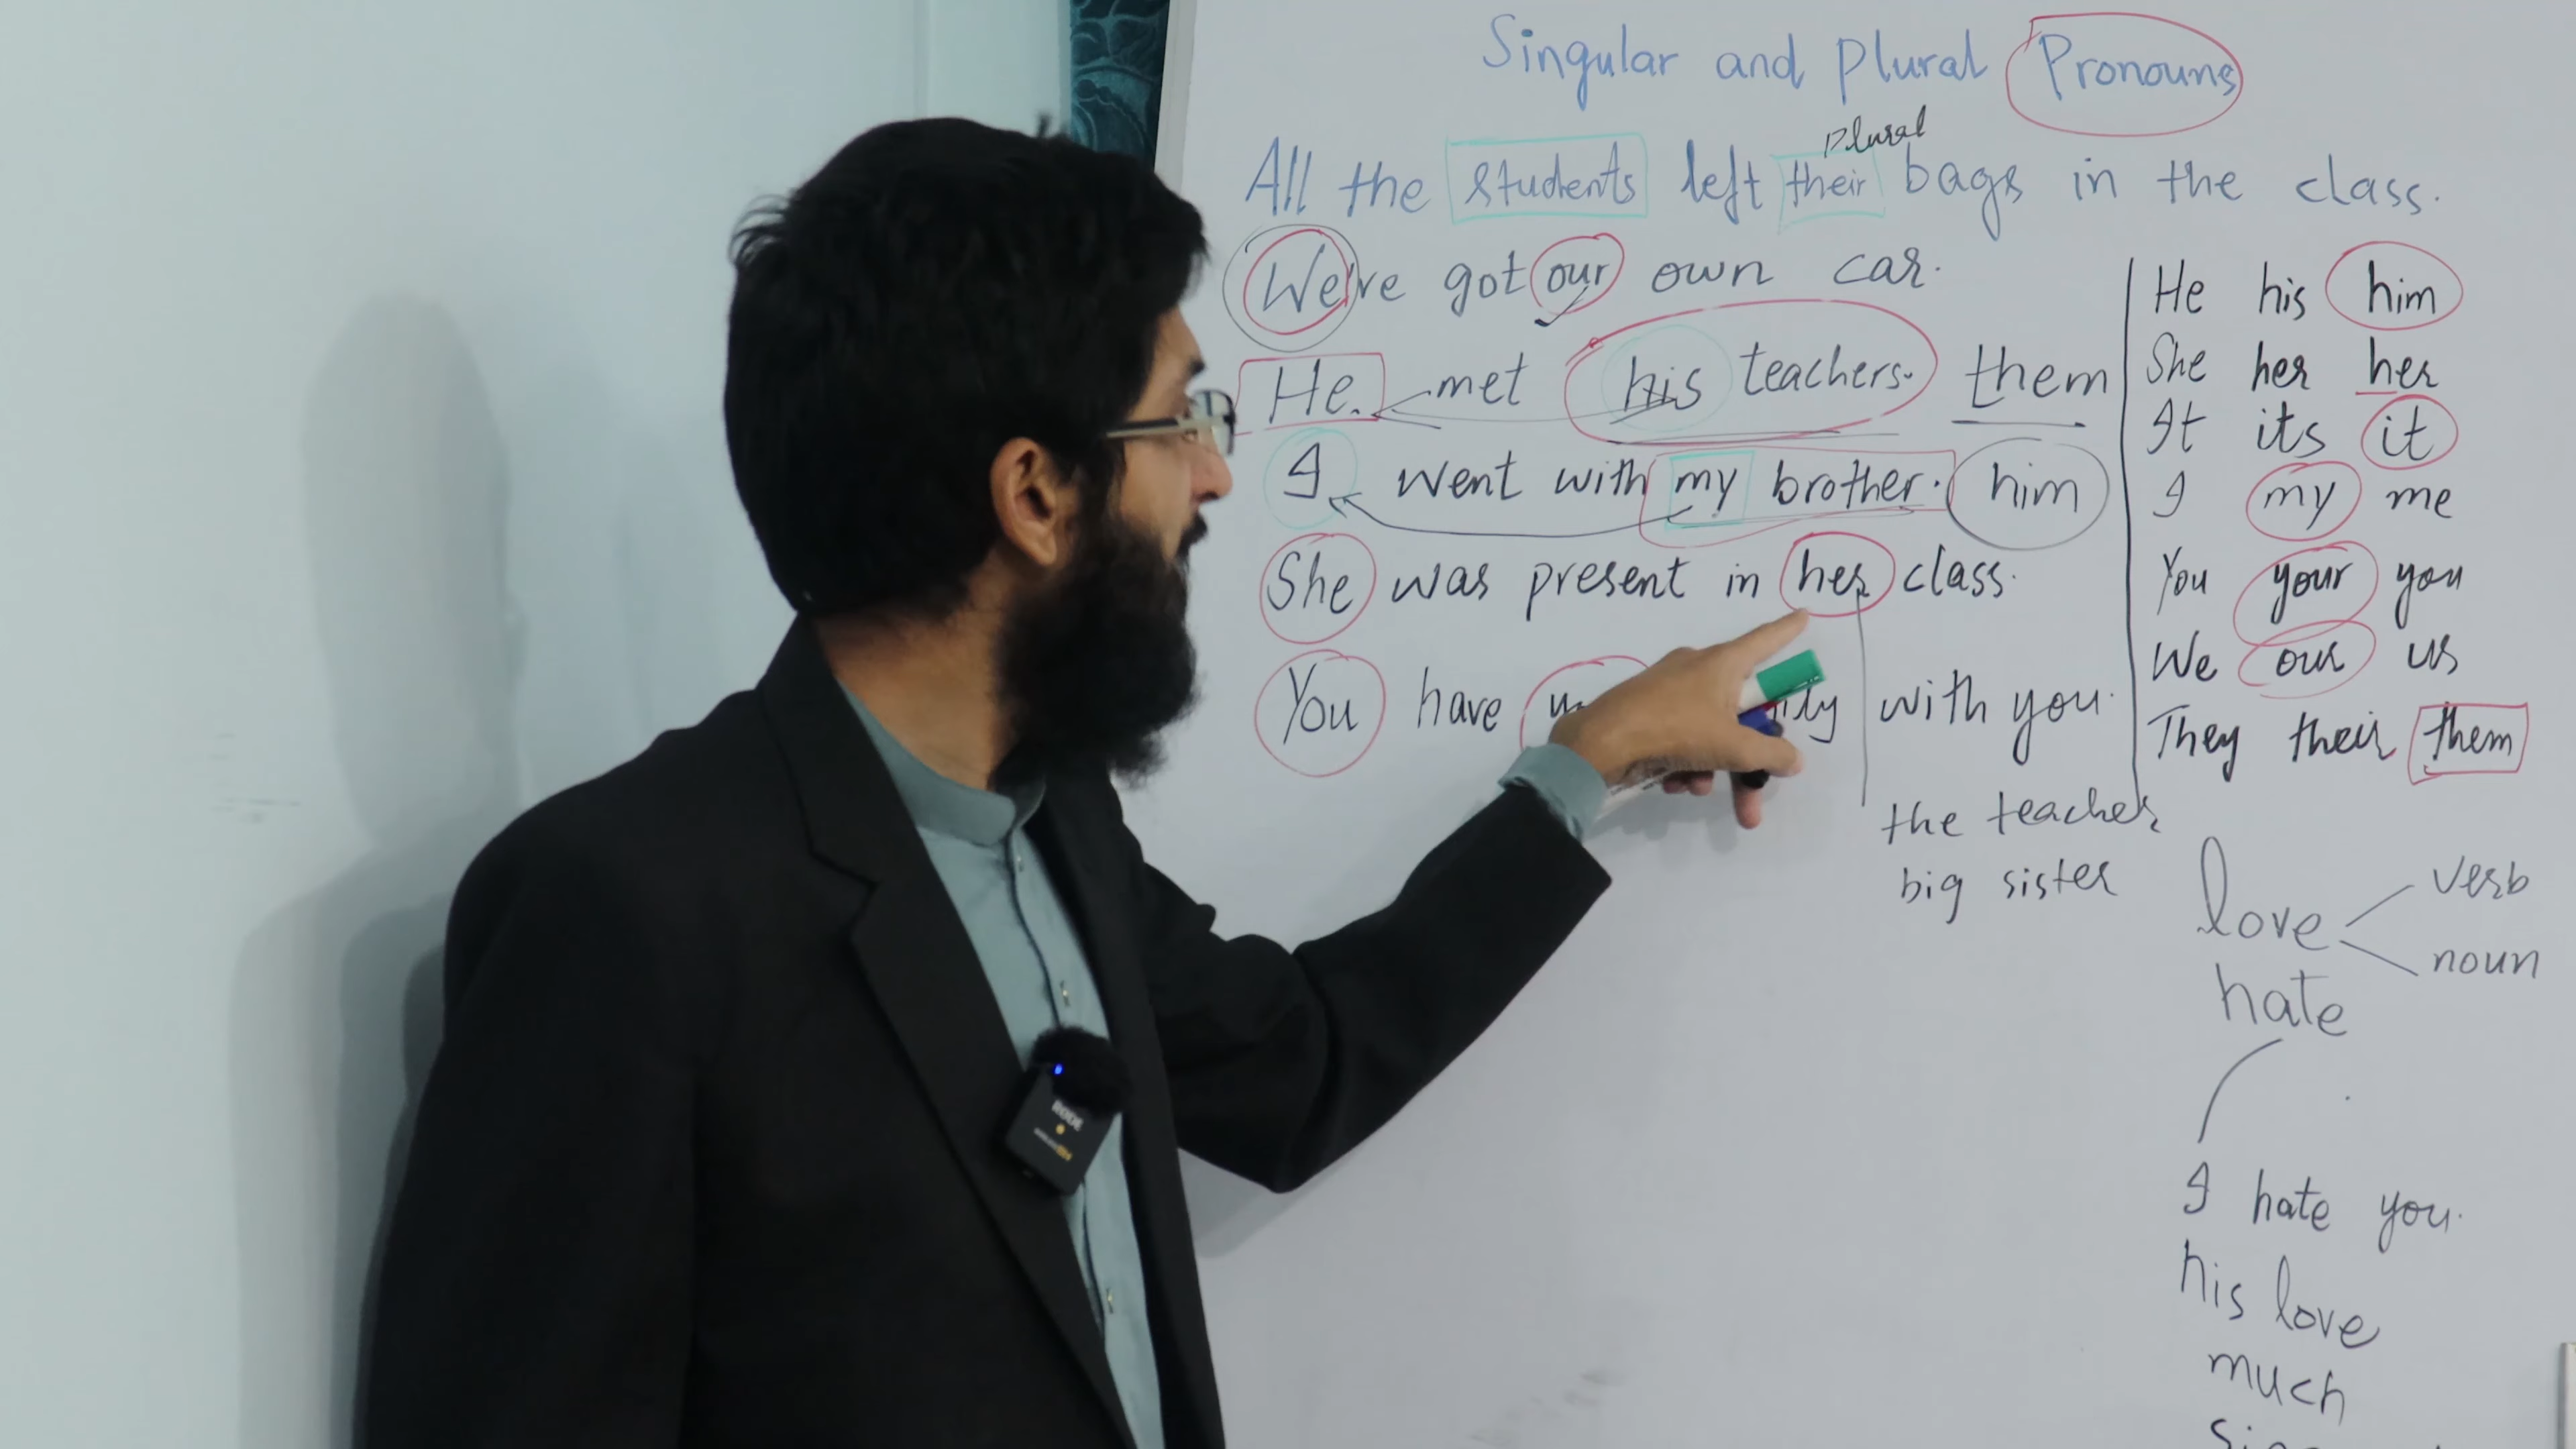 Singular and plural Pronouns
Plural
All the students left their bags in the class.
We've got our own car.
He. met his teachers. them
I went with my brother. him
She was present in her class.
You have with you.
the teacher
big sister
He his him
She her her
It its it
I my me
You your you
We our us
They their them
love verb
noun
hate
I hate you.
his love
much
RODE